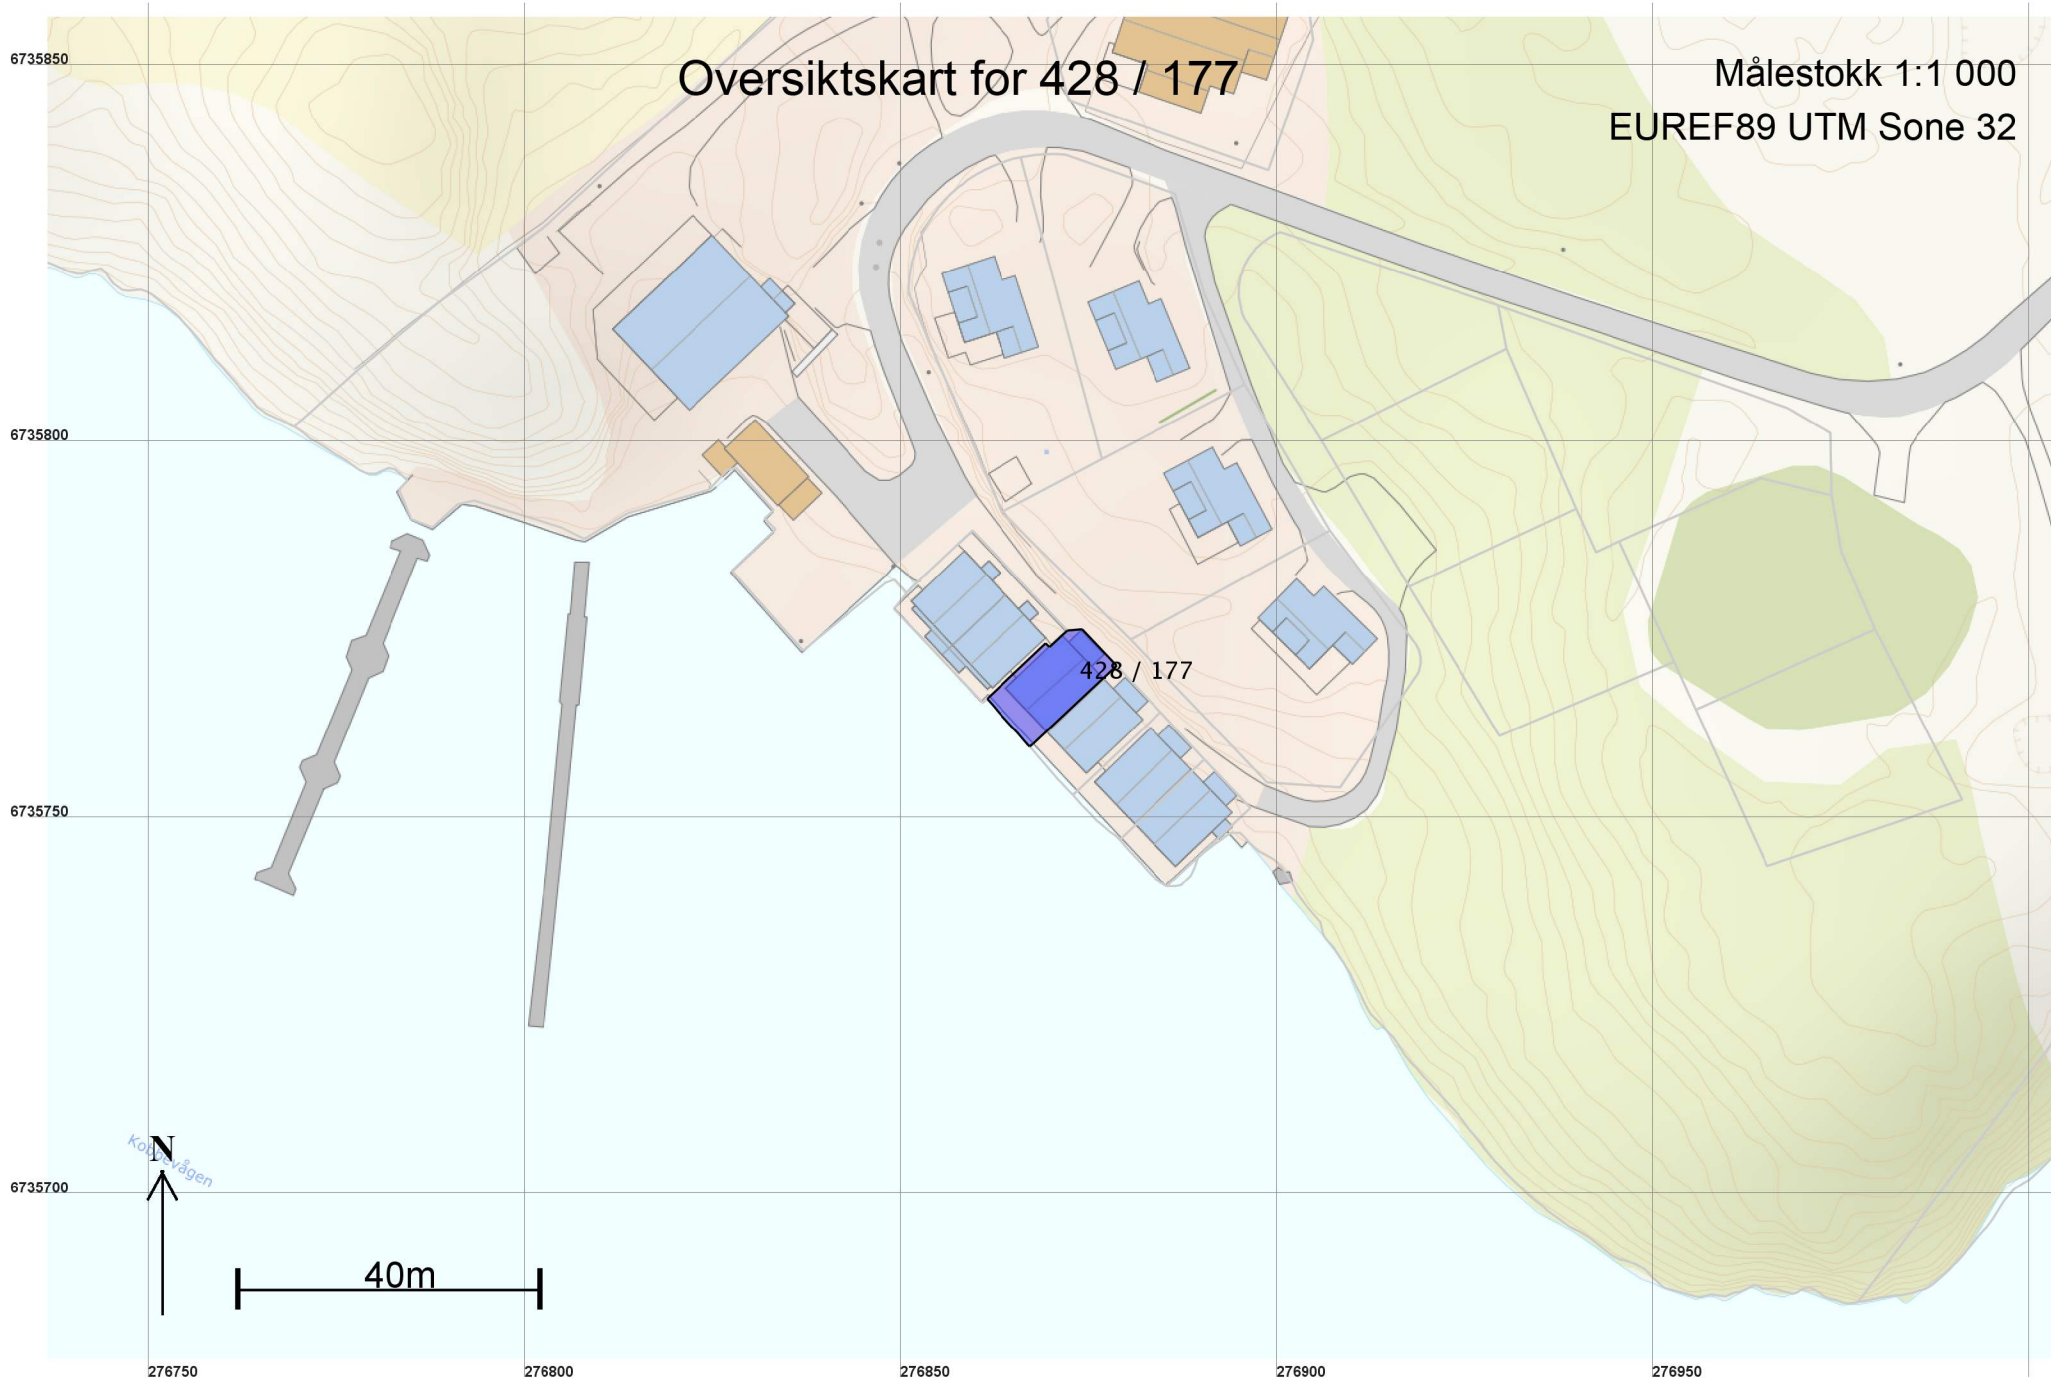 6735850
Oversiktskart for 428 / 177
Målestokk 1:1 000
EUREF89 UTM Sone 32
6735800
428 / 177
6735750
N
Kobbevågen
6735700
40m
276750
276800
276850
276900
276950